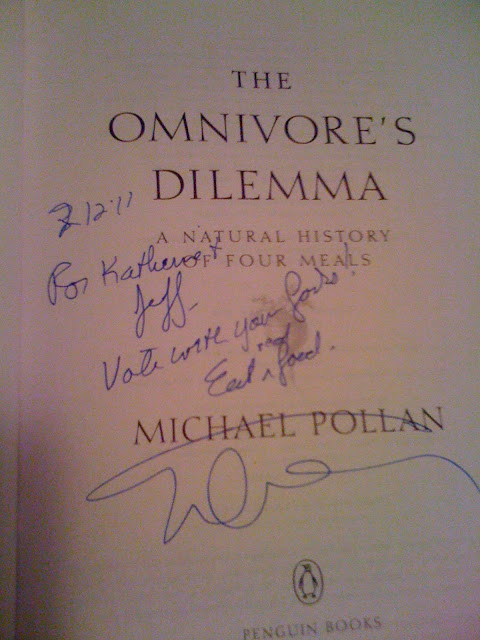 THE
OMNIVORE'S
DILEMMA
2·12·11
A NATURAL HISTORY
OF FOUR MEALS
For Katherine +
Jeff-
Vote with your forks!
real
Eat ^ food.
MICHAEL POLLAN
PENGUIN BOOKS